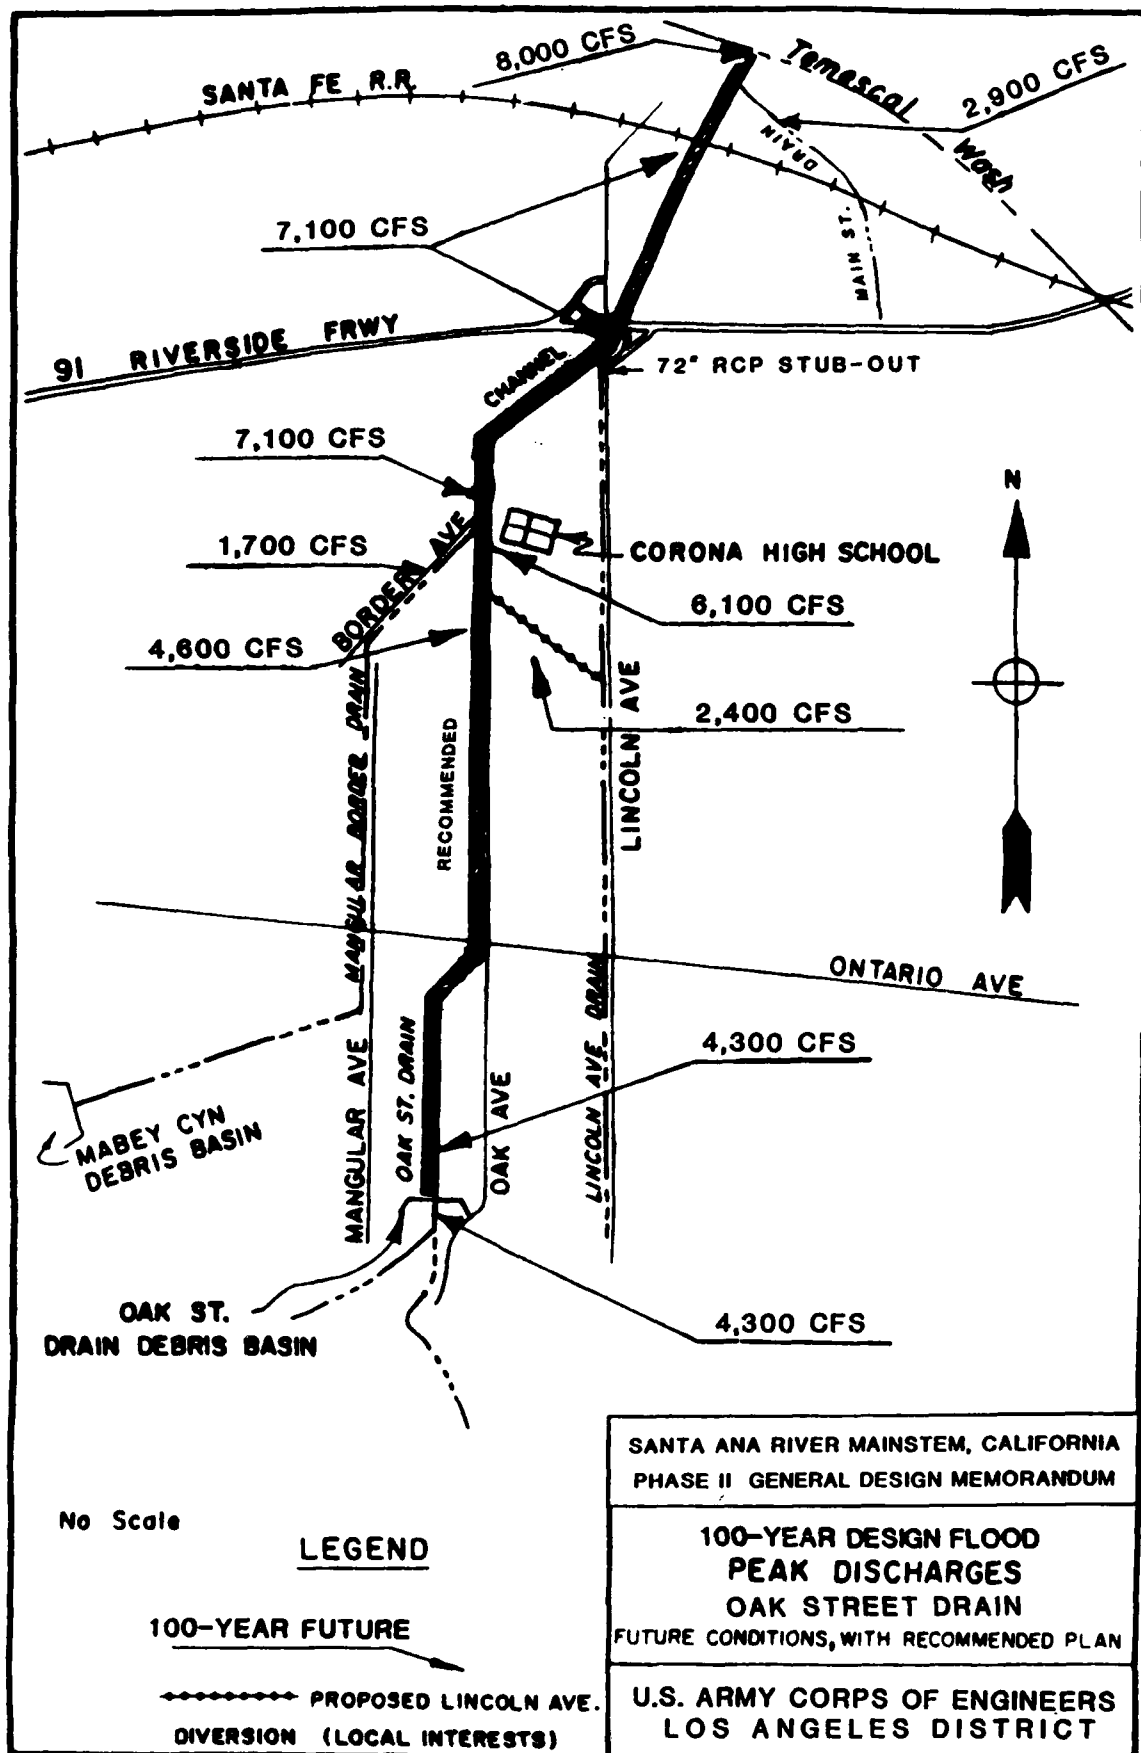 8,000 CFS
Temescal Wash
2,900 CFS
SANTA FE R.R.
DRAIN
MAIN ST.
7,100 CFS
91 RIVERSIDE FRWY
CHANNEL
72" RCP STUB-OUT
7,100 CFS
N
BORDER AVE
1,700 CFS
CORONA HIGH SCHOOL
6,100 CFS
4,600 CFS
2,400 CFS
LINCOLN AVE
RECOMMENDED
MANGULAR BORDER DRAIN
ONTARIO AVE
LINCOLN AVE DRAIN
4,300 CFS
OAK ST. DRAIN
OAK AVE
MANGULAR AVE
MABEY CYN
DEBRIS BASIN
OAK ST.
DRAIN DEBRIS BASIN
4,300 CFS
No Scale
LEGEND
100-YEAR FUTURE
PROPOSED LINCOLN AVE.
DIVERSION (LOCAL INTERESTS)
SANTA ANA RIVER MAINSTEM, CALIFORNIA
PHASE II GENERAL DESIGN MEMORANDUM
100-YEAR DESIGN FLOOD
PEAK DISCHARGES
OAK STREET DRAIN
FUTURE CONDITIONS, WITH RECOMMENDED PLAN
U.S. ARMY CORPS OF ENGINEERS
LOS ANGELES DISTRICT